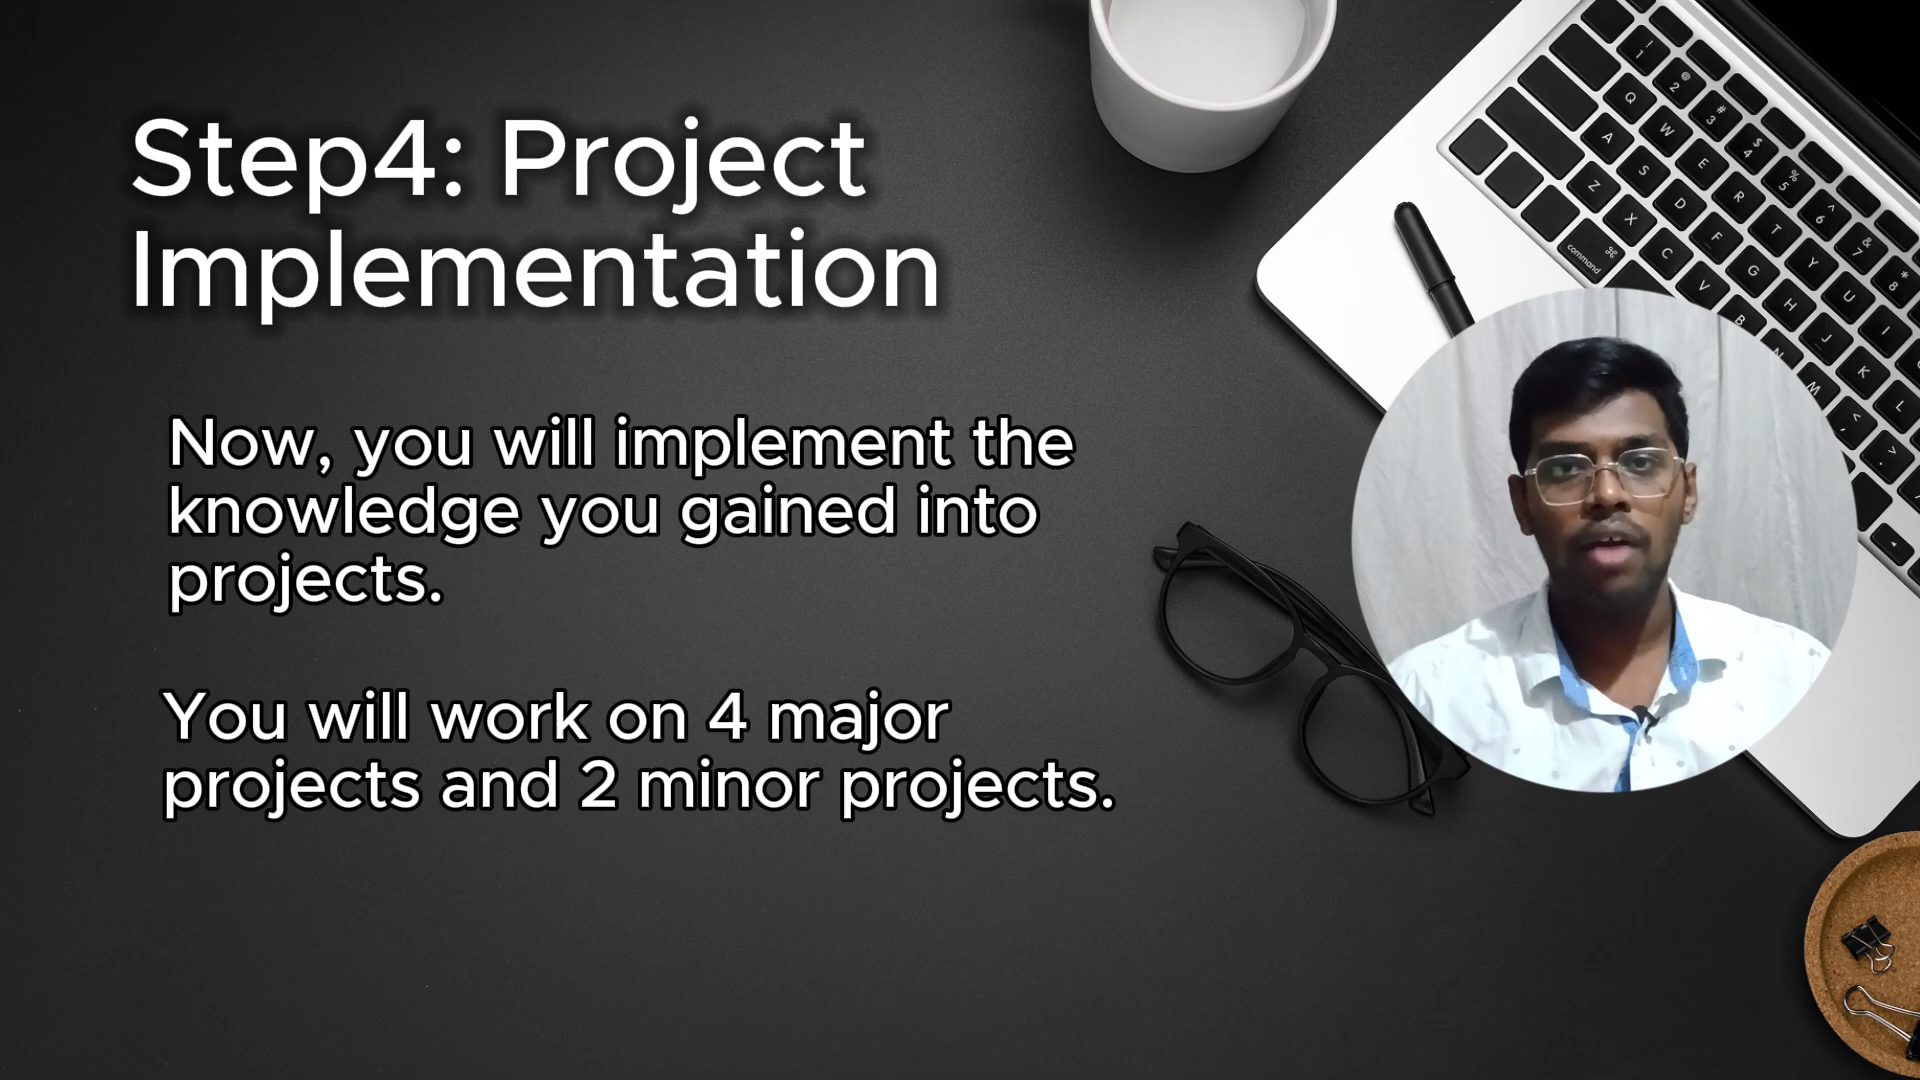 Step4: Project
Implementation
Now, you will implement the
knowledge you gained into
projects.
You will work on 4 major
projects and 2 minor projects.
command